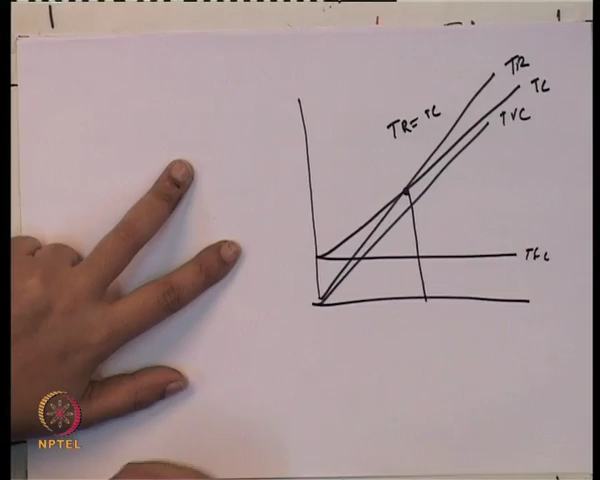 TR
TC
TR = TC
TVC
TFC
NPTEL